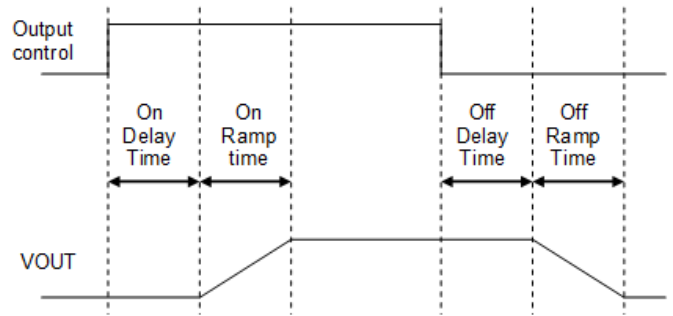 Output
control
On
Delay
Time
On
Ramp
time
Off
Delay
Time
Off
Ramp
Time
VOUT